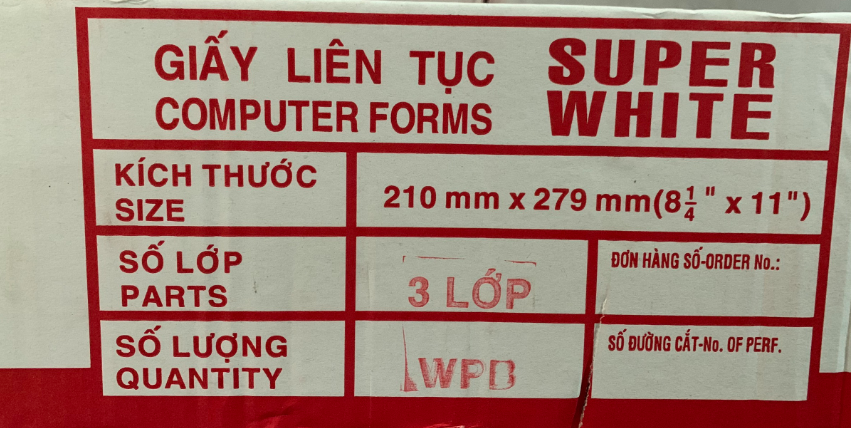 GIẤY LIÊN TỤC SUPER
COMPUTER FORMS WHITE
KÍCH THƯỚC
SIZE
210 mm x 279 mm(8¼" x 11")
SỐ LỚP
PARTS
3 LỚP
ĐƠN HÀNG SỐ-ORDER No.:
SỐ LƯỢNG
QUANTITY
WPB
SỐ ĐƯỜNG CẮT-No. OF PERF.